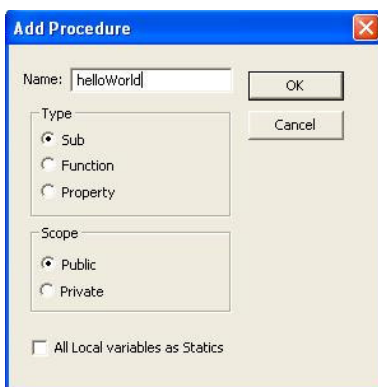 Add Procedure
Name: helloWorld
OK
Type
Cancel
Sub
Function
Property
Scope
Public
Private
All Local variables as Statics